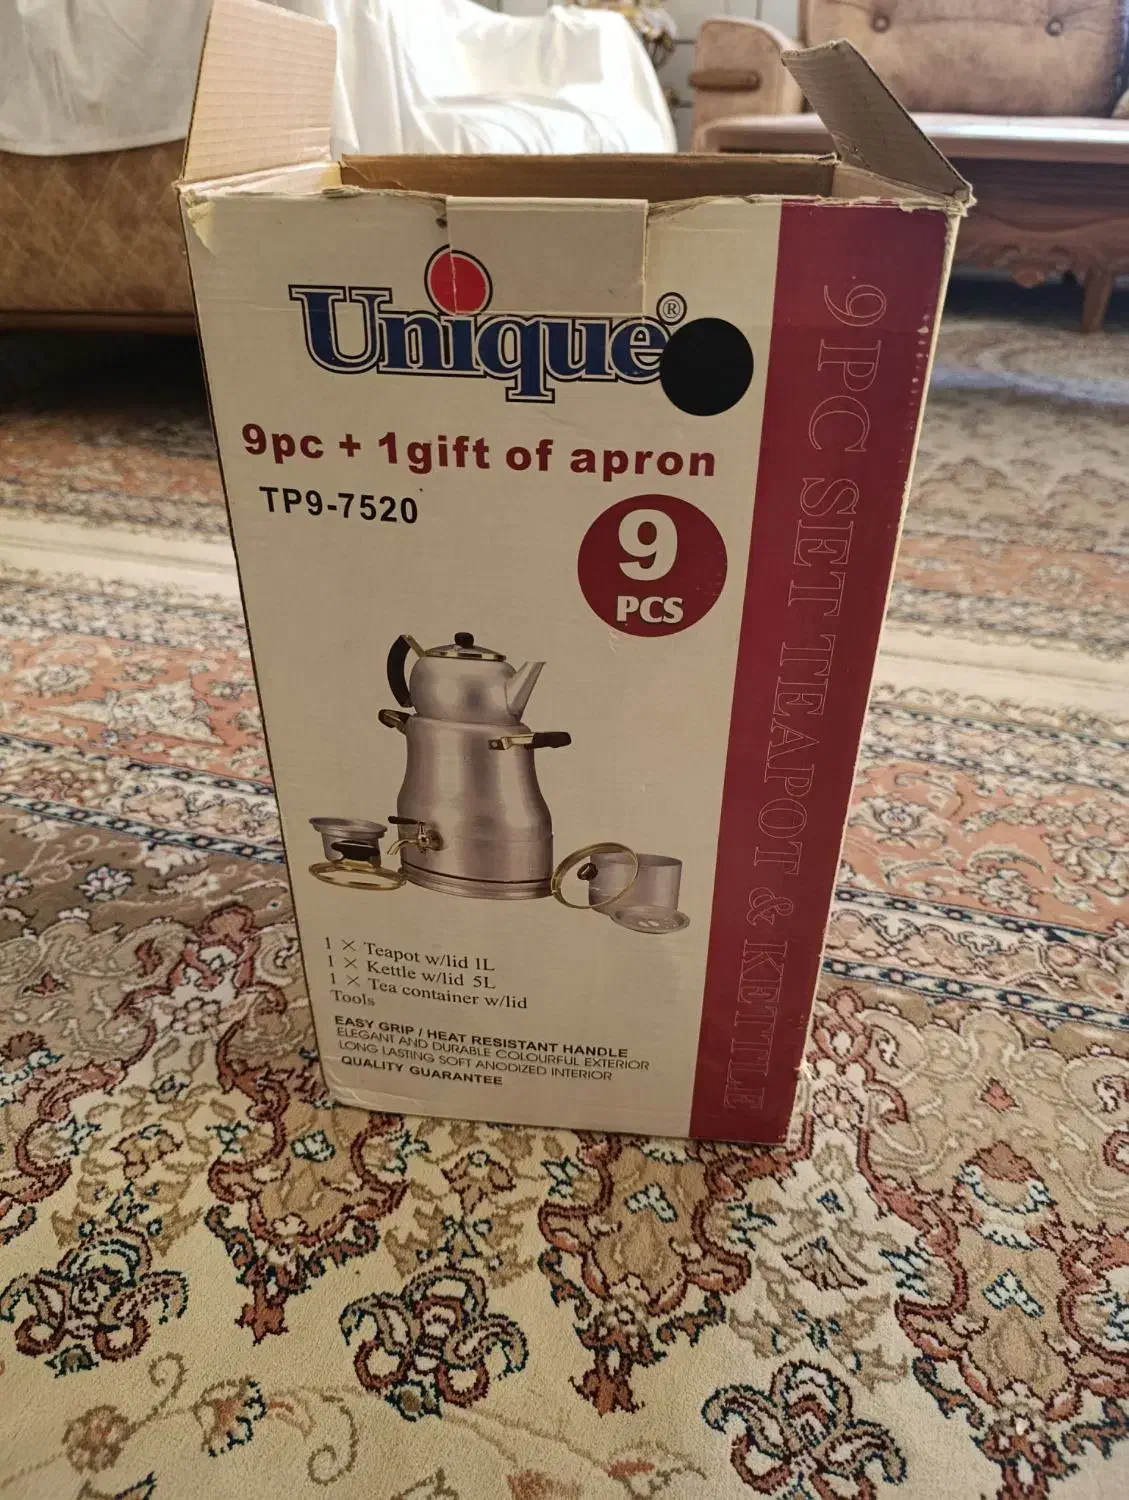 Unique®
9pc + 1gift of apron
TP9-7520
9
PCS
1 × Teapot w/lid 1L
1 × Kettle w/lid 5L
1 × Tea container w/lid
Tools
EASY GRIP / HEAT RESISTANT HANDLE
ELEGANT AND DURABLE COLOURFUL EXTERIOR
LONG LASTING SOFT ANODIZED INTERIOR
QUALITY GUARANTEE
9 PC SET TEAPOT & KETTLE